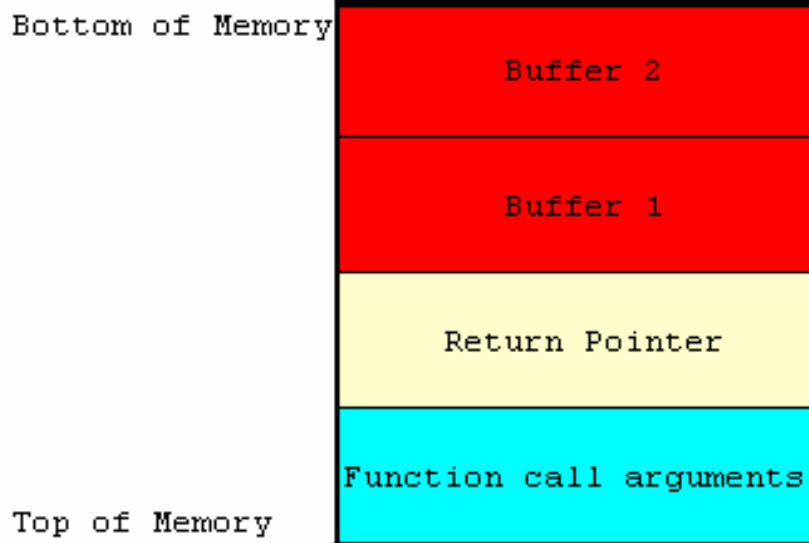 Bottom of Memory
Buffer 2
Buffer 1
Return Pointer
Function call arguments
Top of Memory